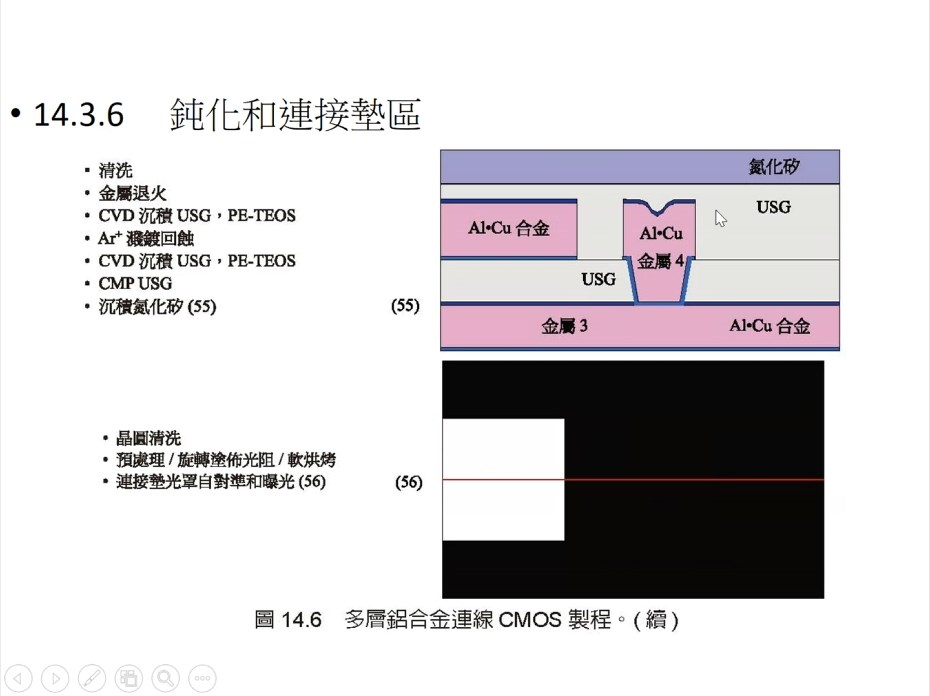 • 14.3.6 鈍化和連接墊區
• 清洗
• 金屬退火
• CVD 沉積 USG，PE-TEOS
• Ar⁺ 濺鍍回蝕
• CVD 沉積 USG，PE-TEOS
• CMP USG
• 沉積氮化矽 (55)
(55)
氮化矽
USG
Al•Cu 合金
Al•Cu
金屬 4
USG
金屬 3
Al•Cu 合金
• 晶圓清洗
• 預處理 / 旋轉塗佈光阻 / 軟烘烤
• 連接墊光罩自對準和曝光 (56)
(56)
圖 14.6 多層鋁合金連線 CMOS 製程。( 續 )